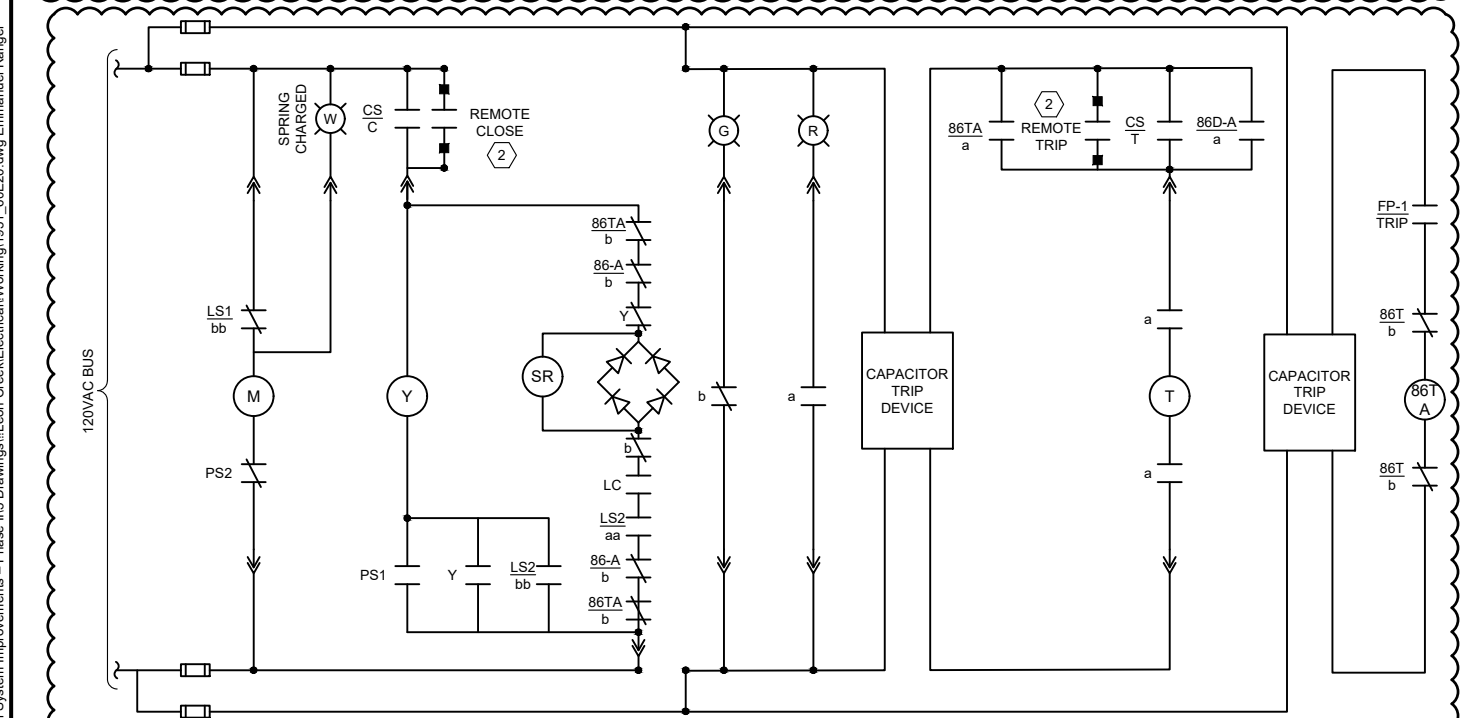 SPRING
CHARGED
W
CS
C
REMOTE
CLOSE
2
G
R
86TA
a
2
REMOTE
TRIP
CS
T
86D-A
a
FP-1
TRIP
86TA
b
86-A
b
Y
LS1
bb
86T
b
a
120VAC BUS
M
Y
SR
b
a
CAPACITOR
TRIP
DEVICE
T
CAPACITOR
TRIP
DEVICE
86T
A
b
PS2
LC
a
86T
b
LS2
aa
PS1
Y
LS2
bb
86-A
b
86TA
b